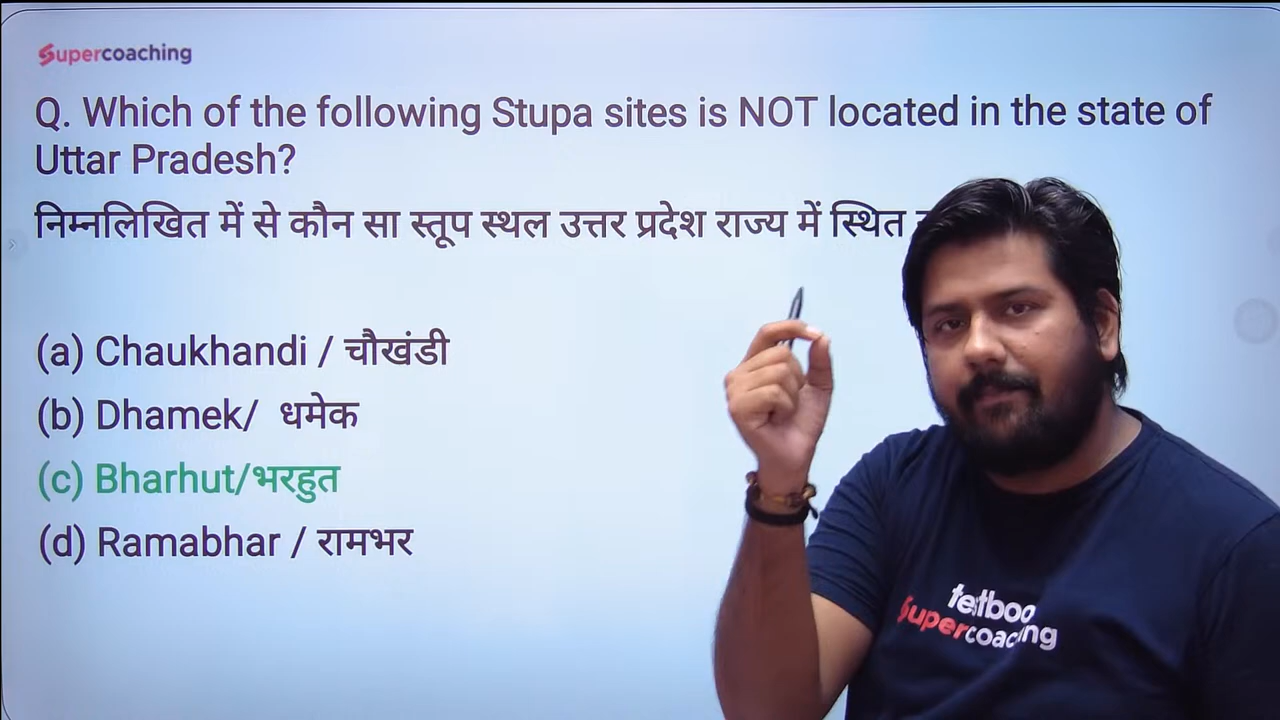 Supercoaching
Q. Which of the following Stupa sites is NOT located in the state of
Uttar Pradesh?
निम्नलिखित में से कौन सा स्तूप स्थल उत्तर प्रदेश राज्य में स्थित
(a) Chaukhandi / चौखंडी
(b) Dhamek/ धमेक
(c) Bharhut/भरहुत
(d) Ramabhar / रामभर
testboo
Supercoaching